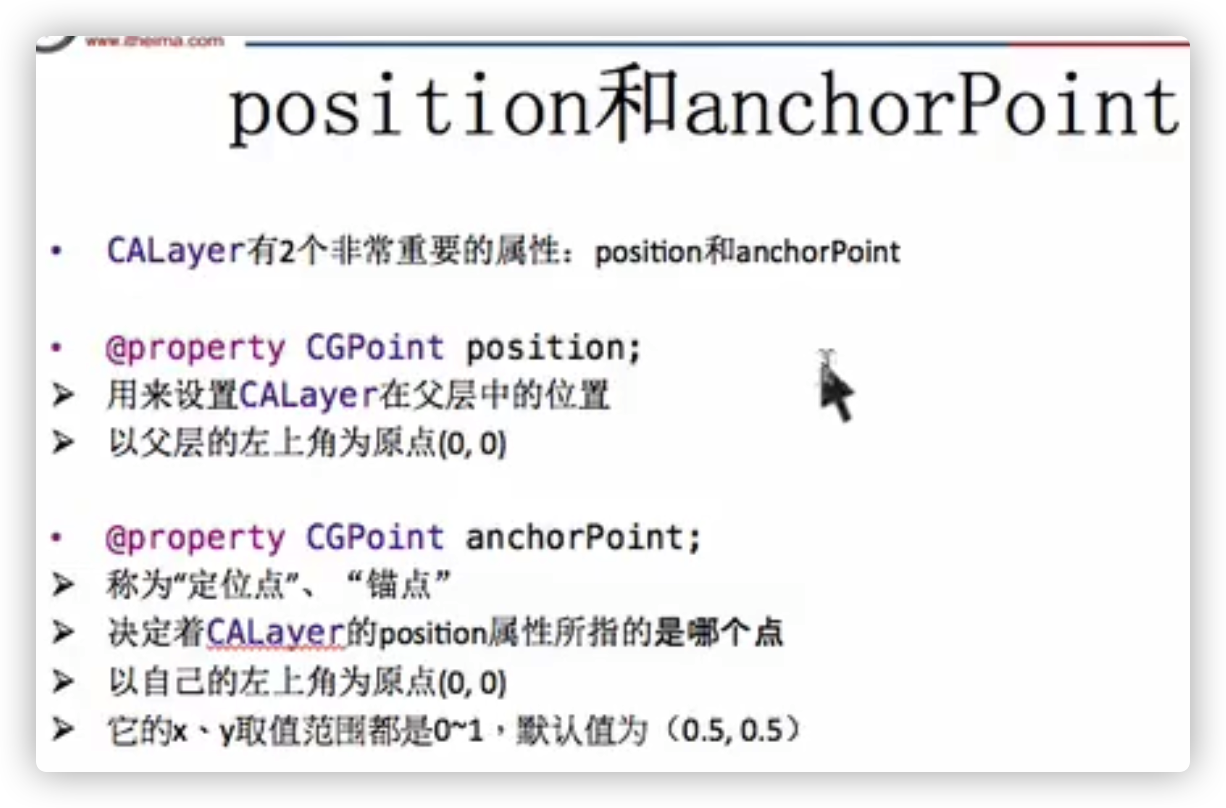 www.itheima.com
position和anchorPoint
• CALayer有2个非常重要的属性：position和anchorPoint
• @property CGPoint position;
➢ 用来设置CALayer在父层中的位置
➢ 以父层的左上角为原点(0, 0)
• @property CGPoint anchorPoint;
➢ 称为“定位点”、“锚点”
➢ 决定着CALayer的position属性所指的是哪个点
➢ 以自己的左上角为原点(0, 0)
➢ 它的x、y取值范围都是0~1，默认值为（0.5, 0.5）